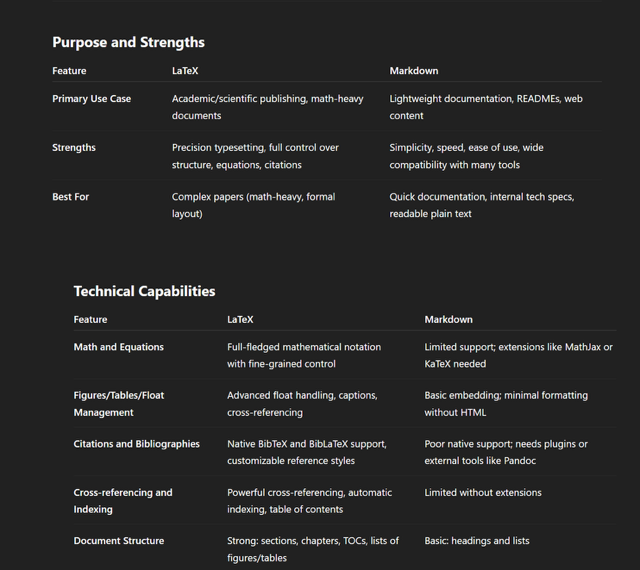 Purpose and Strengths
Feature LaTeX Markdown
Primary Use Case Academic/scientific publishing, math-heavy Lightweight documentation, READMEs, web
documents content
Strengths Precision typesetting, full control over Simplicity, speed, ease of use, wide
structure, equations, citations compatibility with many tools
Best For Complex papers (math-heavy, formal Quick documentation, internal tech specs,
layout) readable plain text
Technical Capabilities
Feature LaTeX Markdown
Math and Equations Full-fledged mathematical notation Limited support; extensions like MathJax or
with fine-grained control KaTeX needed
Figures/Tables/Float Advanced float handling, captions, Basic embedding; minimal formatting
Management cross-referencing without HTML
Citations and Bibliographies Native BibTeX and BibLaTeX support, Poor native support; needs plugins or
customizable reference styles external tools like Pandoc
Cross-referencing and Powerful cross-referencing, automatic Limited without extensions
Indexing indexing, table of contents
Document Structure Strong: sections, chapters, TOCs, lists of Basic: headings and lists
figures/tables